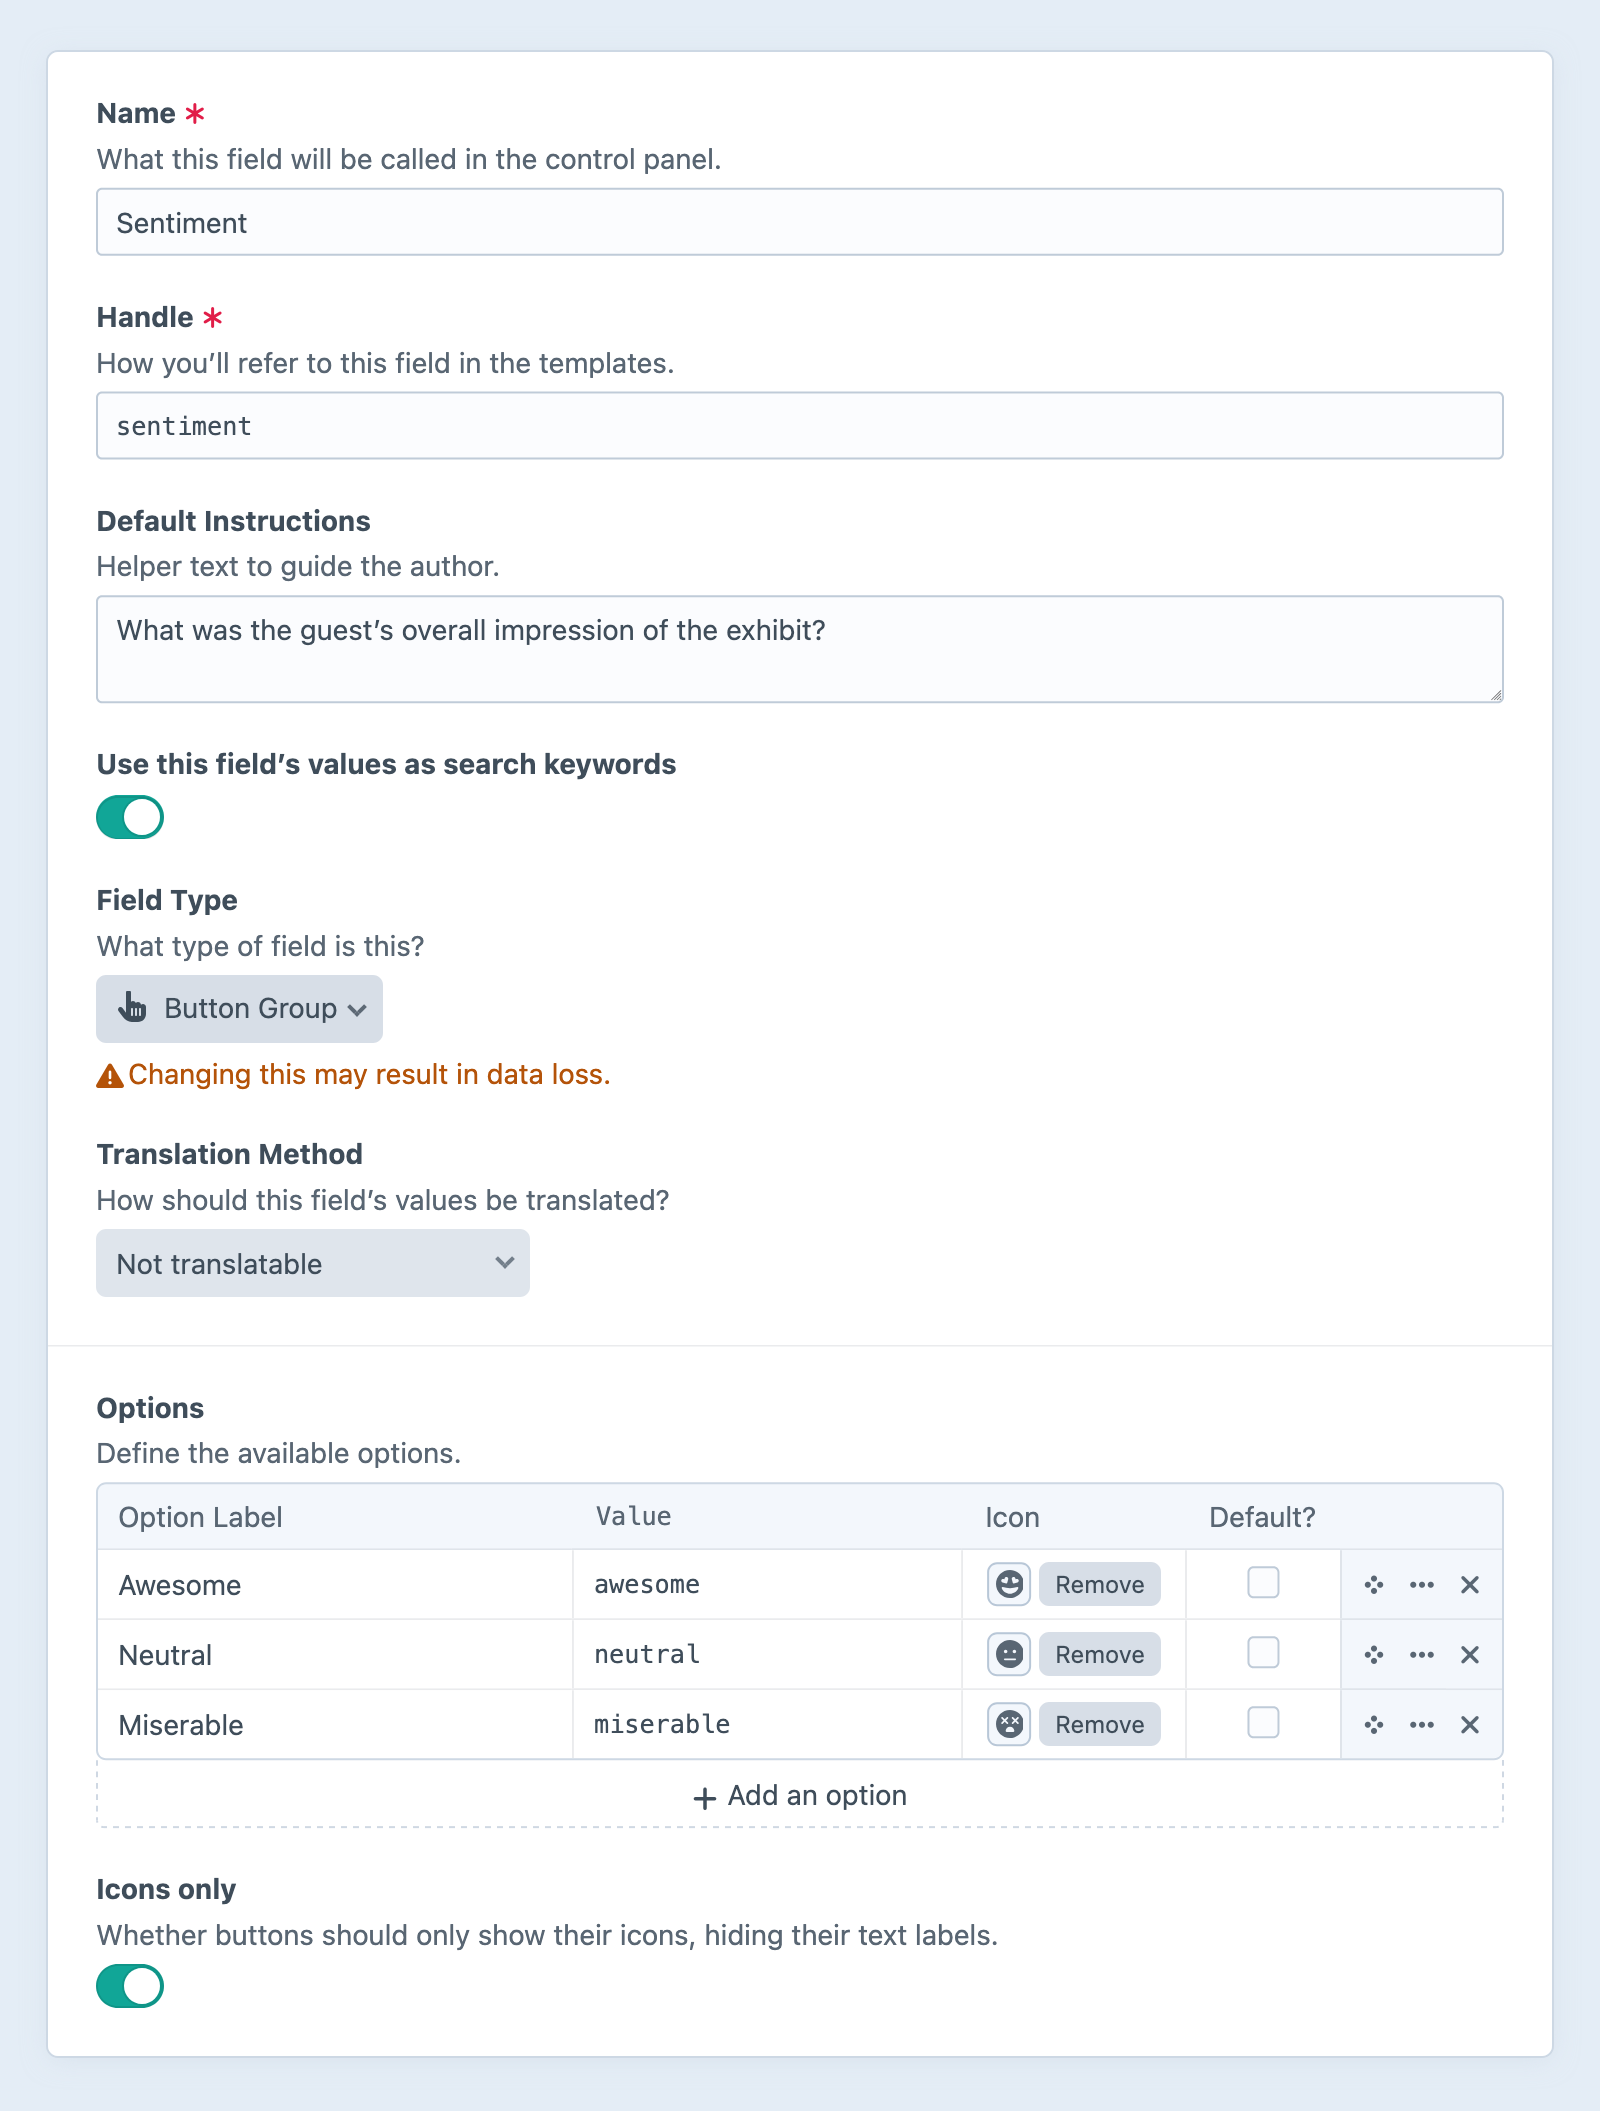 Name *
What this field will be called in the control panel.
Sentiment
Handle *
How you’ll refer to this field in the templates.
sentiment
Default Instructions
Helper text to guide the author.
What was the guest’s overall impression of the exhibit?
Use this field’s values as search keywords
Field Type
What type of field is this?
Button Group
Changing this may result in data loss.
Translation Method
How should this field’s values be translated?
Not translatable
Options
Define the available options.
Option Label Value Icon Default?
Awesome awesome Remove
Neutral neutral Remove
Miserable miserable Remove
+ Add an option
Icons only
Whether buttons should only show their icons, hiding their text labels.